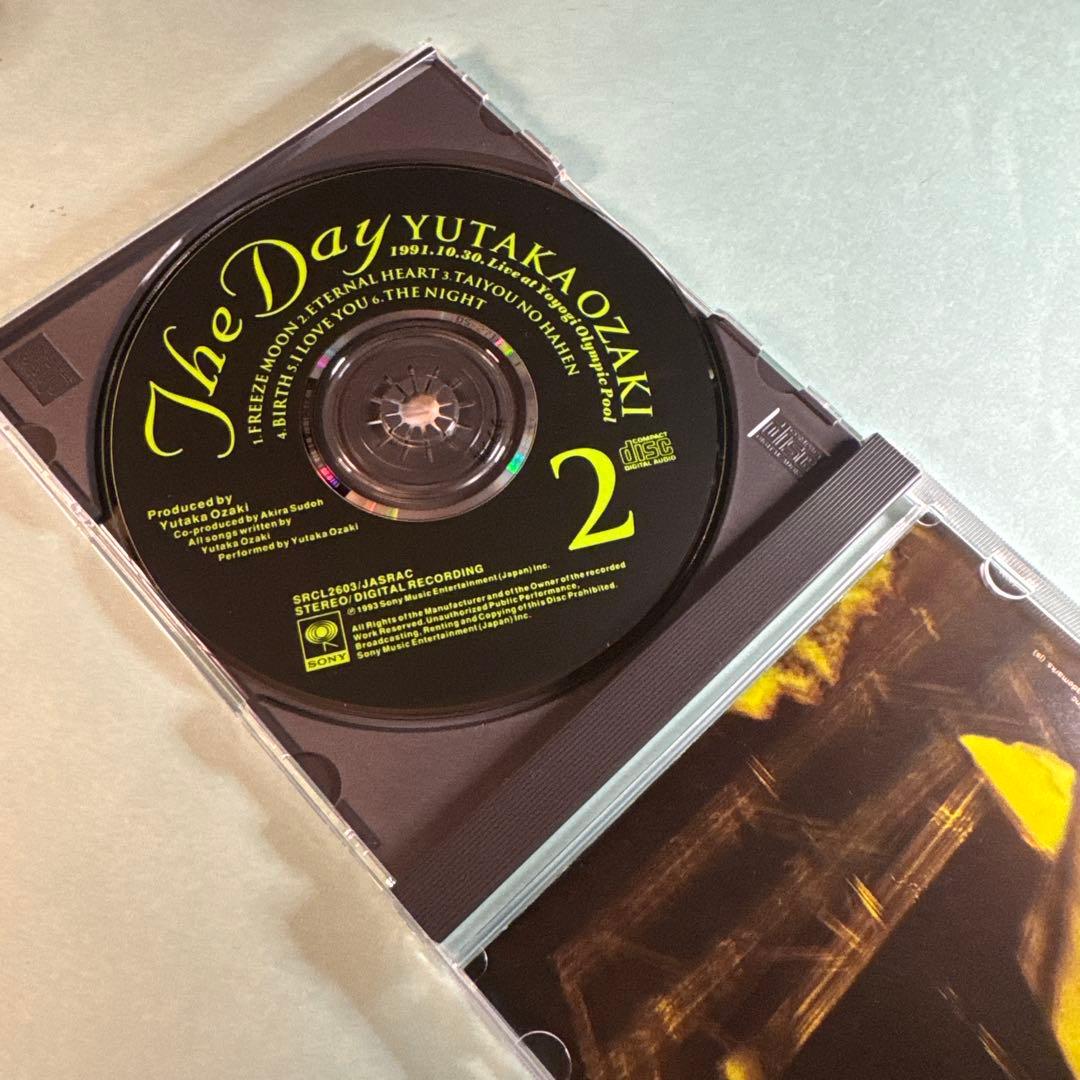 The Day YUTAKA OZAKI
1991.10.30. Live at Yoyogi Olympic Pool
1.FREEZE MOON 2.ETERNAL HEART 3.TAIYOU NO HAHEN
4.BIRTH 5.I LOVE YOU 6.THE NIGHT
2
COMPACT
disc
DIGITAL AUDIO
Produced by
Yutaka Ozaki
Co-produced by Akira Sudoh
All songs written by
Yutaka Ozaki
Performed by Yutaka Ozaki
SRCL2603/JASRAC
STEREO/DIGITAL RECORDING
℗1993 Sony Music Entertainment (Japan) Inc.
All Rights of the Manufacturer and of the Owner of the recorded
Work Reserved. Unauthorized Public Performance,
Broadcasting, Renting and Copying of this Disc Prohibited.
Sony Music Entertainment (Japan) Inc.
SONY
disc